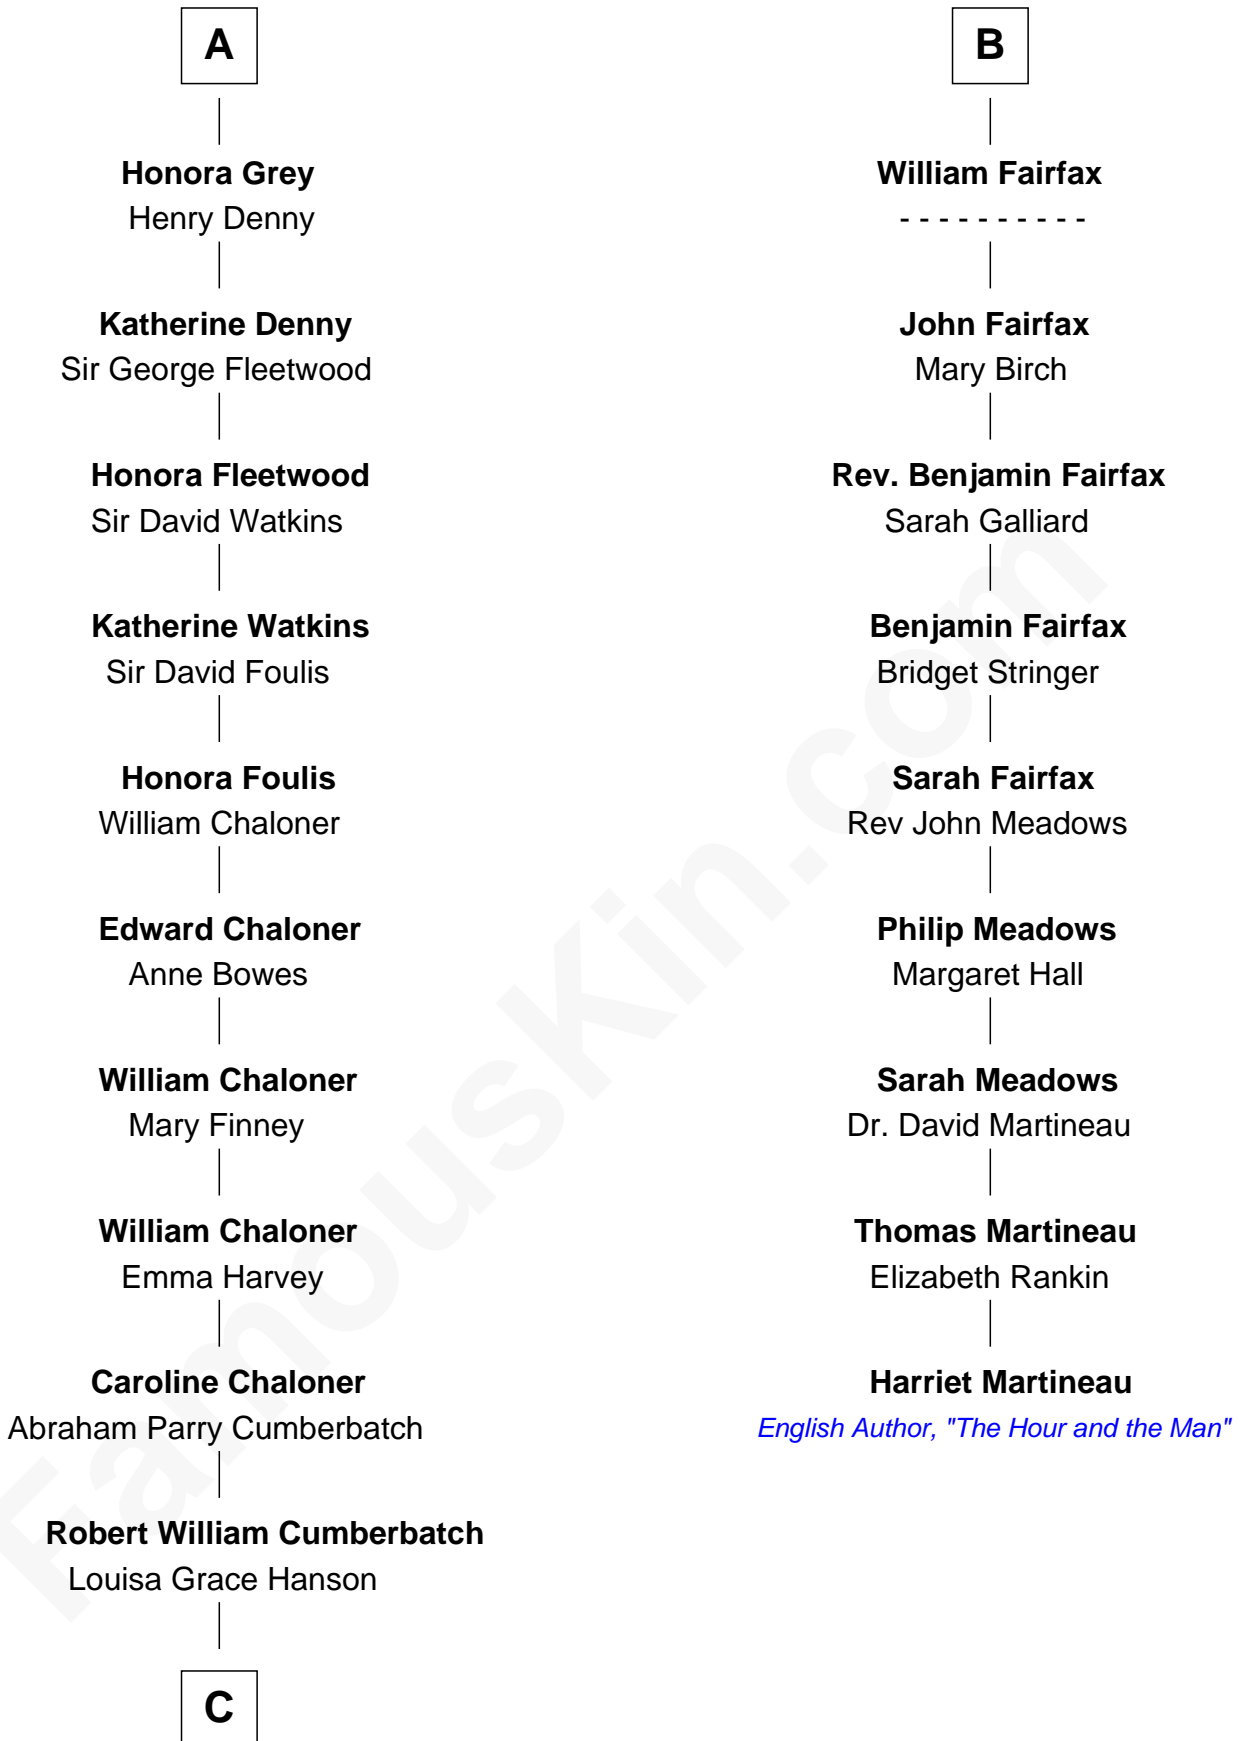 A
Honora Grey
Henry Denny
Katherine Denny
Sir George Fleetwood
Honora Fleetwood
Sir David Watkins
Katherine Watkins
Sir David Foulis
Honora Foulis
William Chaloner
Edward Chaloner
Anne Bowes
William Chaloner
Mary Finney
William Chaloner
Emma Harvey
Caroline Chaloner
Abraham Parry Cumberbatch
Robert William Cumberbatch
Louisa Grace Hanson
C
B
William Fairfax
- - - - - - - - - -
John Fairfax
Mary Birch
Rev. Benjamin Fairfax
Sarah Galliard
Benjamin Fairfax
Bridget Stringer
Sarah Fairfax
Rev John Meadows
Philip Meadows
Margaret Hall
Sarah Meadows
Dr. David Martineau
Thomas Martineau
Elizabeth Rankin
Harriet Martineau
English Author, "The Hour and the Man"
FamousKin.com